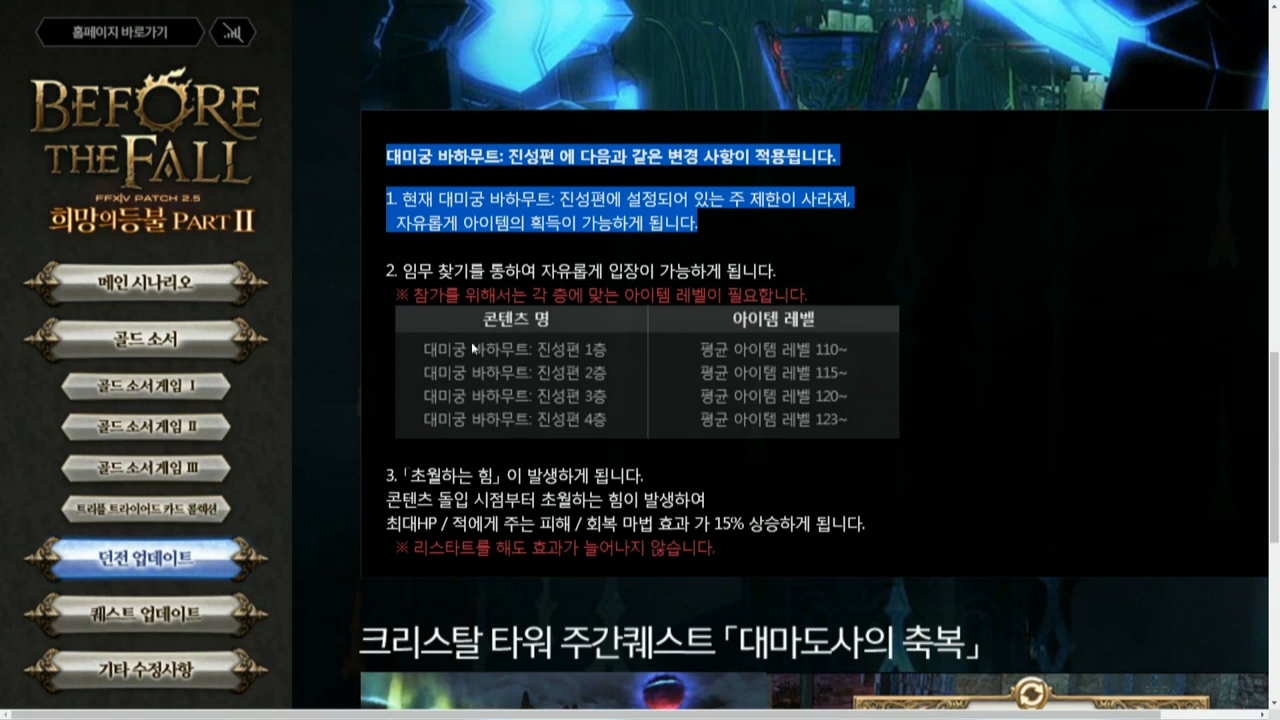 홈페이지 바로가기
BEFORE
THE FALL
FFXIV PATCH 2.5
희망의 등불 PART II
메인 시나리오
골드 소서
골드 소서 게임 I
골드 소서 게임 II
골드 소서 게임 III
트리플 트라이어드 카드 콜렉션
던전 업데이트
퀘스트 업데이트
기타 수정사항
대미궁 바하무트: 진성편 에 다음과 같은 변경 사항이 적용됩니다.
1. 현재 대미궁 바하무트: 진성편에 설정되어 있는 주 제한이 사라져,
자유롭게 아이템의 획득이 가능하게 됩니다.
2. 임무 찾기를 통하여 자유롭게 입장이 가능하게 됩니다.
※ 참가를 위해서는 각 층에 맞는 아이템 레벨이 필요합니다.
콘텐츠 명 아이템 레벨
대미궁 바하무트: 진성편 1층 평균 아이템 레벨 110~
대미궁 바하무트: 진성편 2층 평균 아이템 레벨 115~
대미궁 바하무트: 진성편 3층 평균 아이템 레벨 120~
대미궁 바하무트: 진성편 4층 평균 아이템 레벨 123~
3. 「초월하는 힘」 이 발생하게 됩니다.
콘텐츠 돌입 시점부터 초월하는 힘이 발생하여
최대HP / 적에게 주는 피해 / 회복 마법 효과 가 15% 상승하게 됩니다.
※ 리스타트를 해도 효과가 늘어나지 않습니다.
크리스탈 타워 주간퀘스트 「대마도사의 축복」